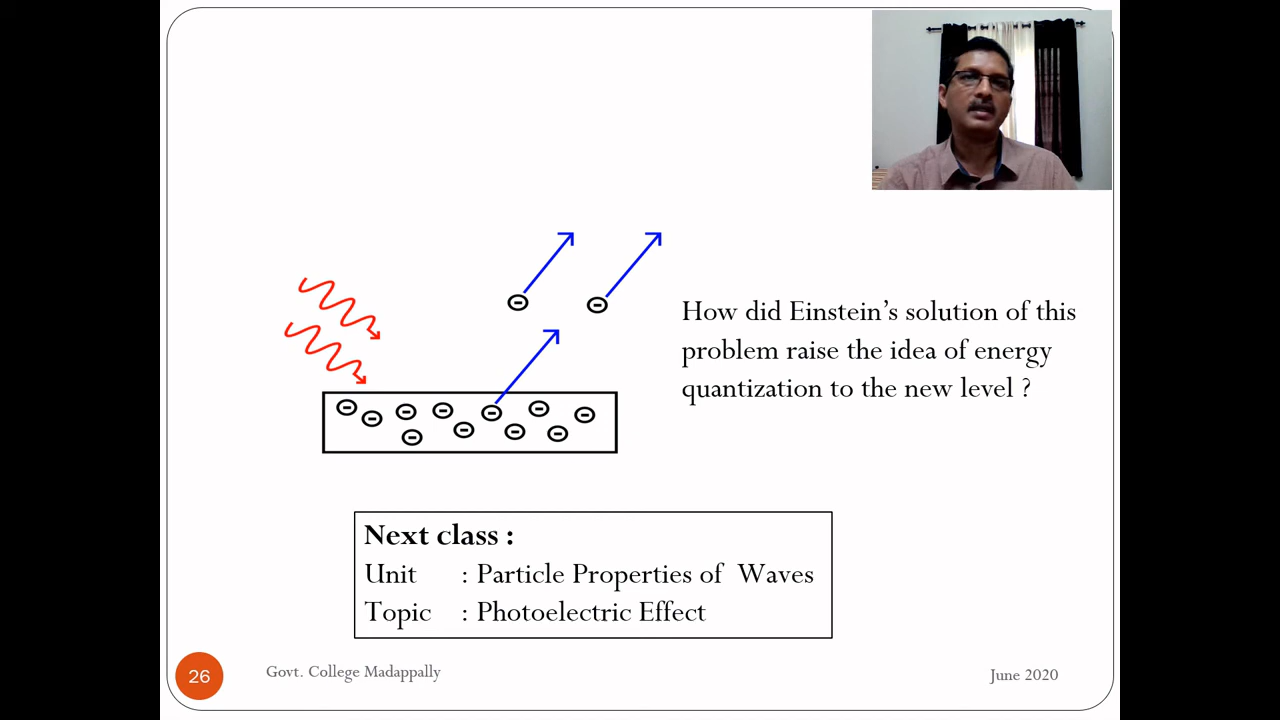 How did Einstein's solution of this
problem raise the idea of energy
quantization to the new level ?
Next class :
Unit : Particle Properties of Waves
Topic : Photoelectric Effect
26
Govt. College Madappally
June 2020